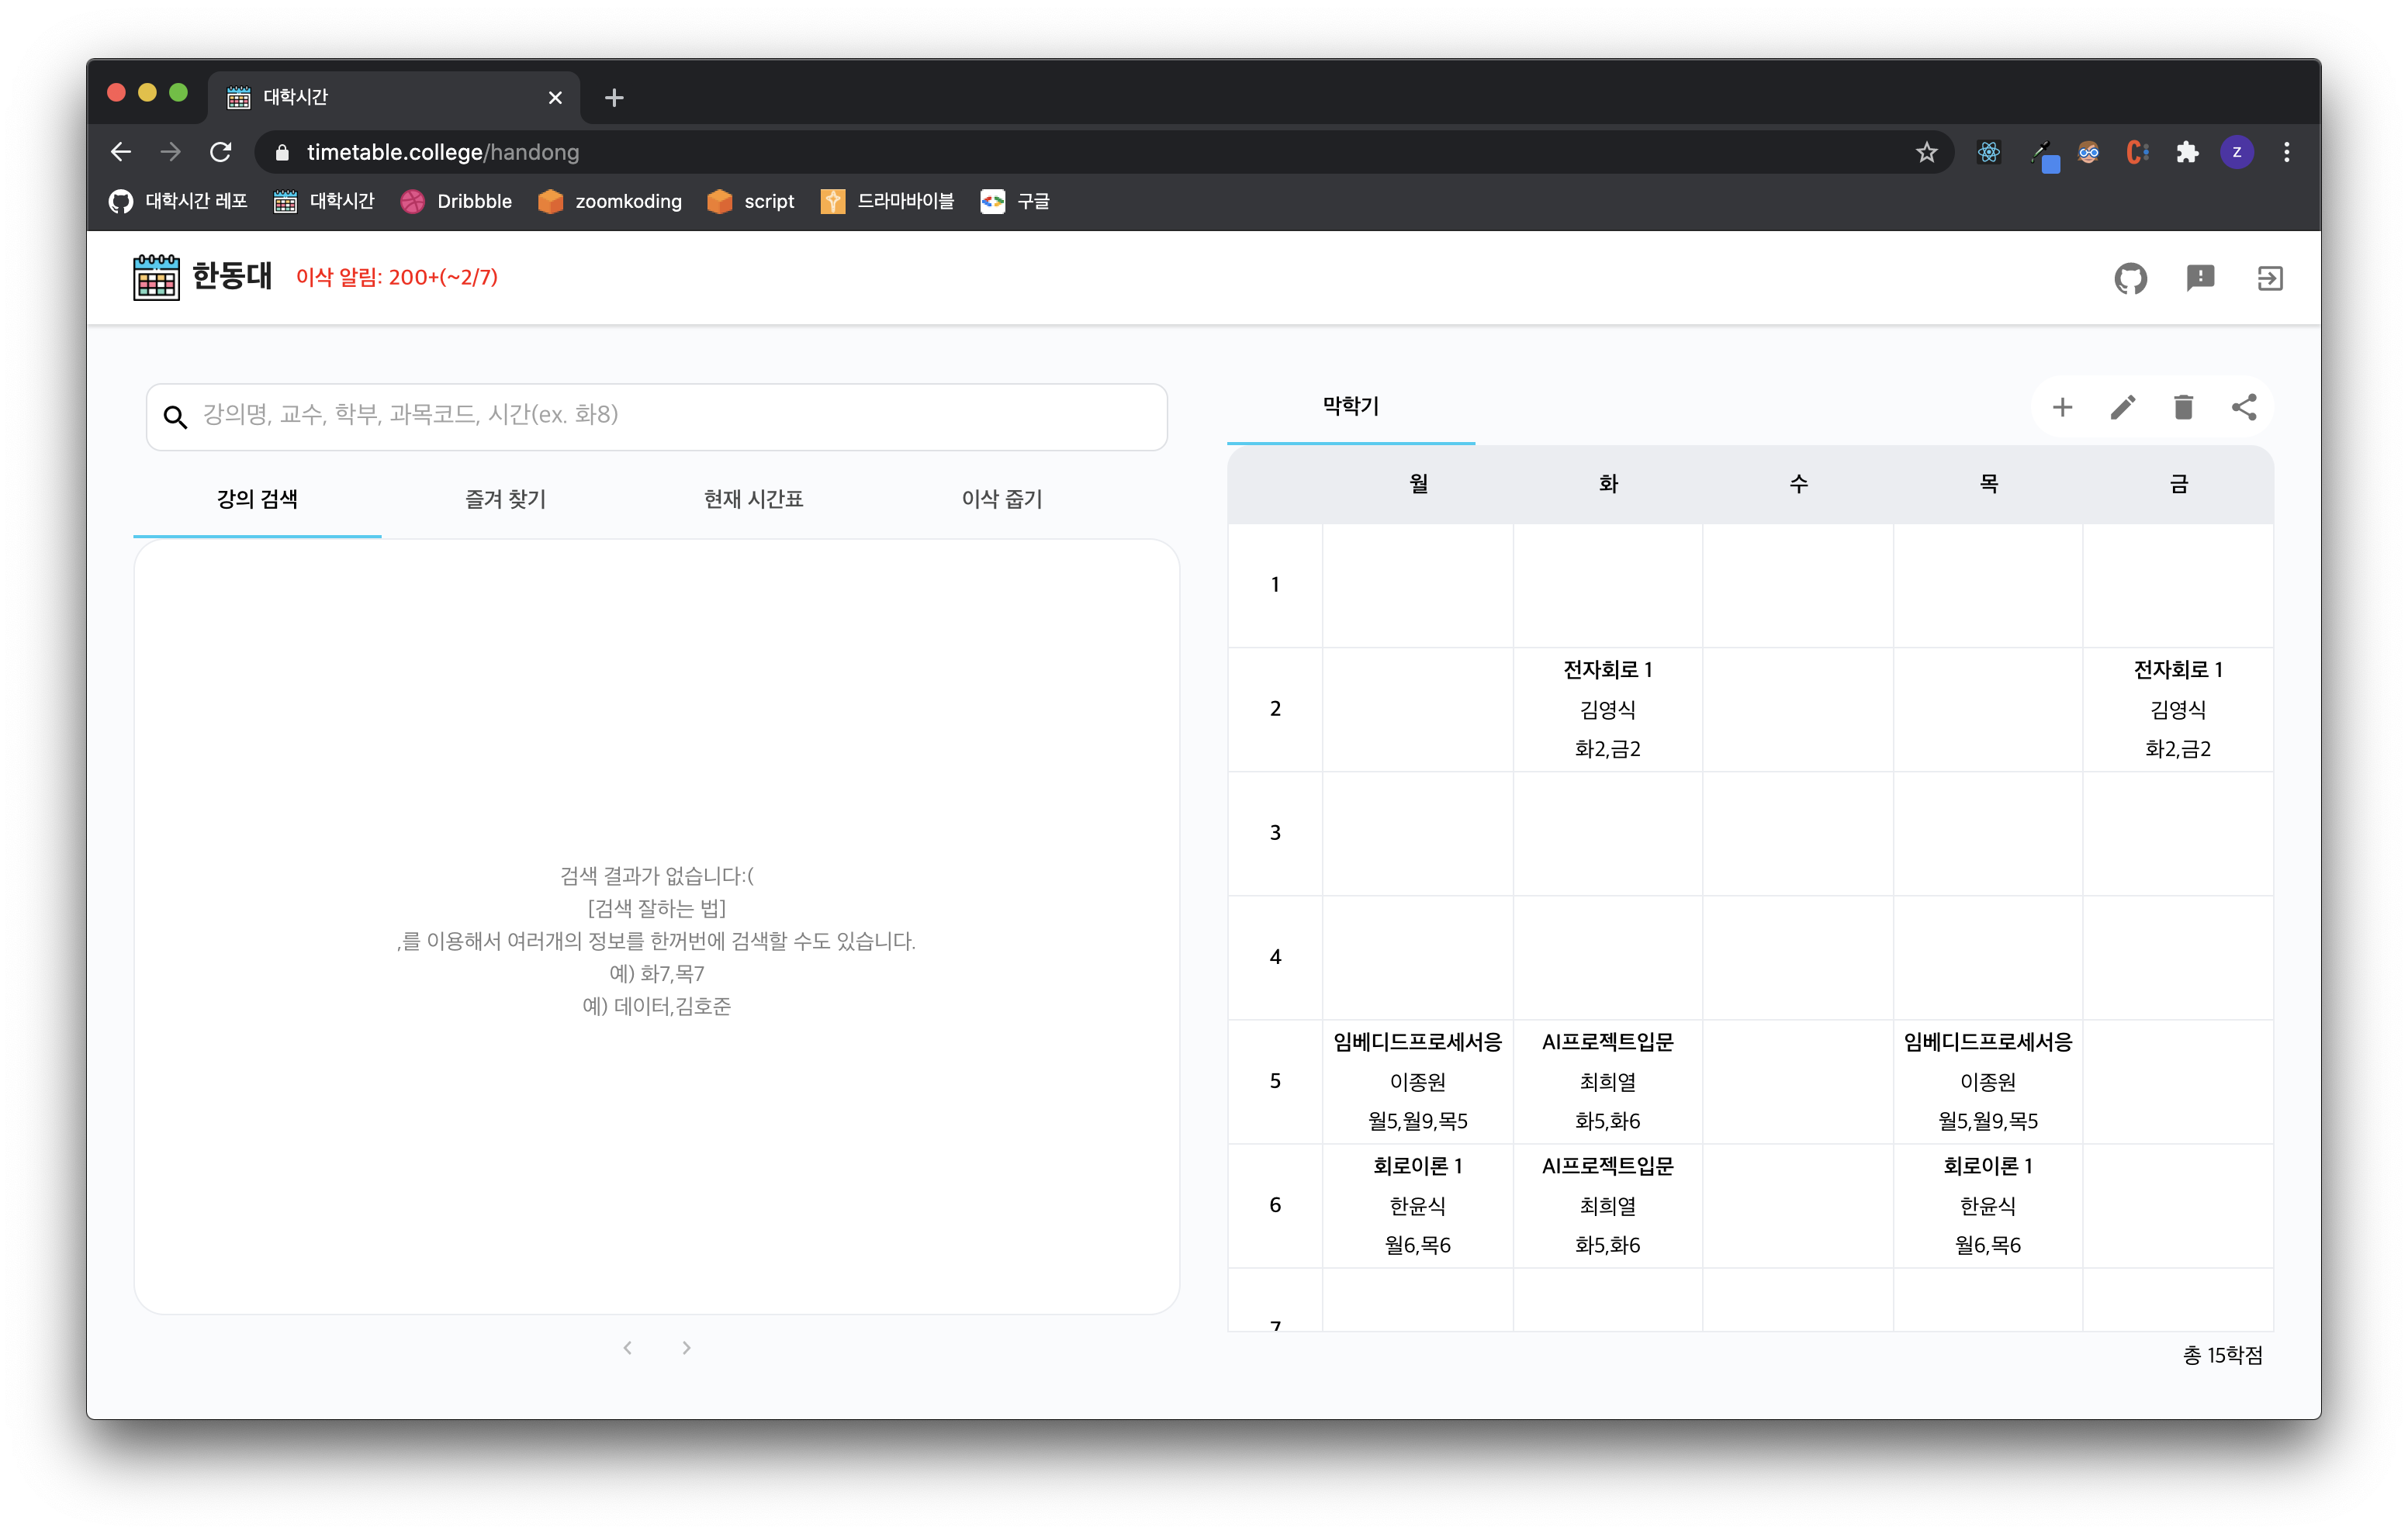 대학시간
timetable.college/handong
z
대학시간 레포
대학시간
Dribbble
zoomkoding
script
드라마바이블
구글
한동대
이삭 알림: 200+(~2/7)
강의명, 교수, 학부, 과목코드, 시간(ex. 화8)
강의 검색
즐겨 찾기
현재 시간표
이삭 줍기
검색 결과가 없습니다:(
[검색 잘하는 법]
,를 이용해서 여러개의 정보를 한꺼번에 검색할 수도 있습니다.
예) 화7,목7
예) 데이터,김호준
막학기
월 화 수 목 금
1
2
전자회로 1
김영식
화2,금2
전자회로 1
김영식
화2,금2
3
4
5
임베디드프로세서응
이종원
월5,월9,목5
AI프로젝트입문
최희열
화5,화6
임베디드프로세서응
이종원
월5,월9,목5
6
회로이론 1
한윤식
월6,목6
AI프로젝트입문
최희열
화5,화6
회로이론 1
한윤식
월6,목6
7
총 15학점